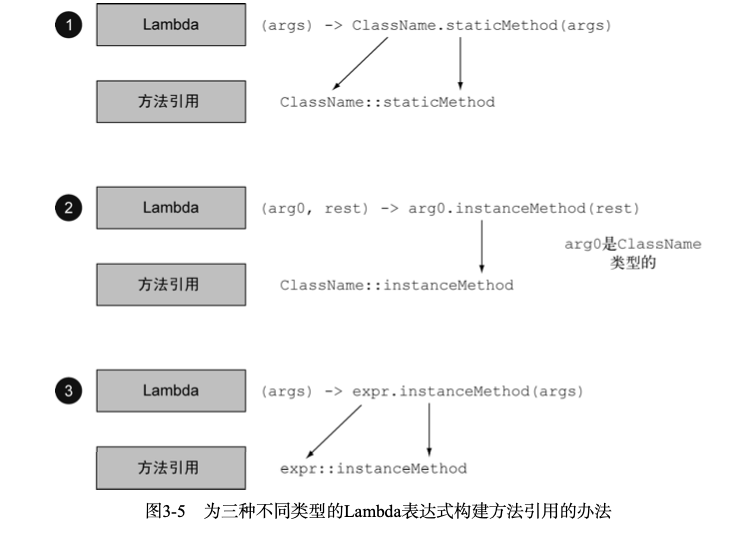 1 Lambda (args) -> ClassName.staticMethod(args)
方法引用 ClassName::staticMethod
2 Lambda (arg0, rest) -> arg0.instanceMethod(rest)
arg0是ClassName
类型的
方法引用 ClassName::instanceMethod
3 Lambda (args) -> expr.instanceMethod(args)
方法引用 expr::instanceMethod
图3-5 为三种不同类型的Lambda表达式构建方法引用的办法